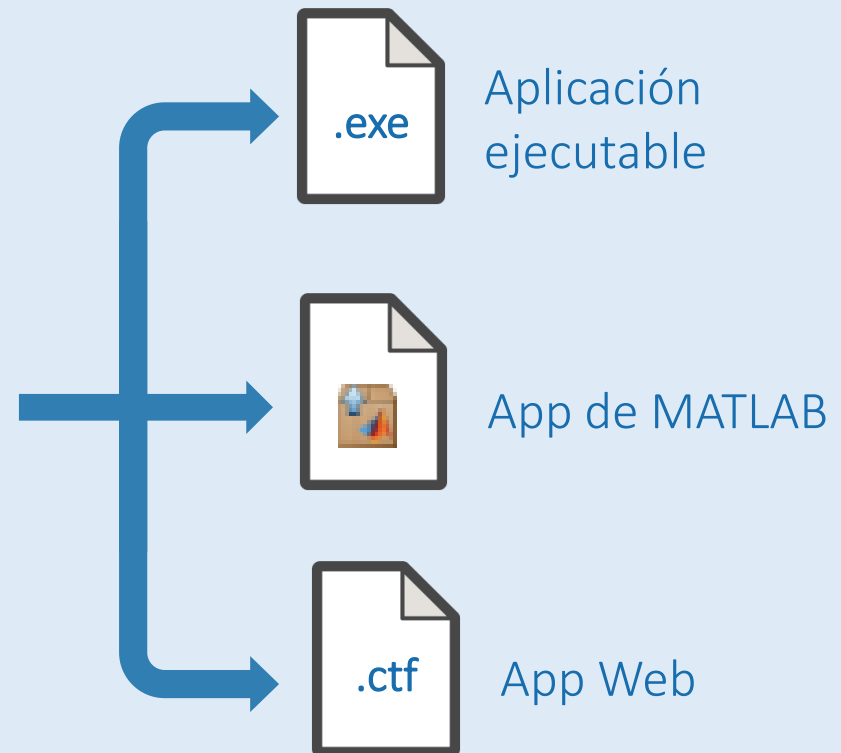 .exe
Aplicación
ejecutable
App de MATLAB
.ctf
App Web